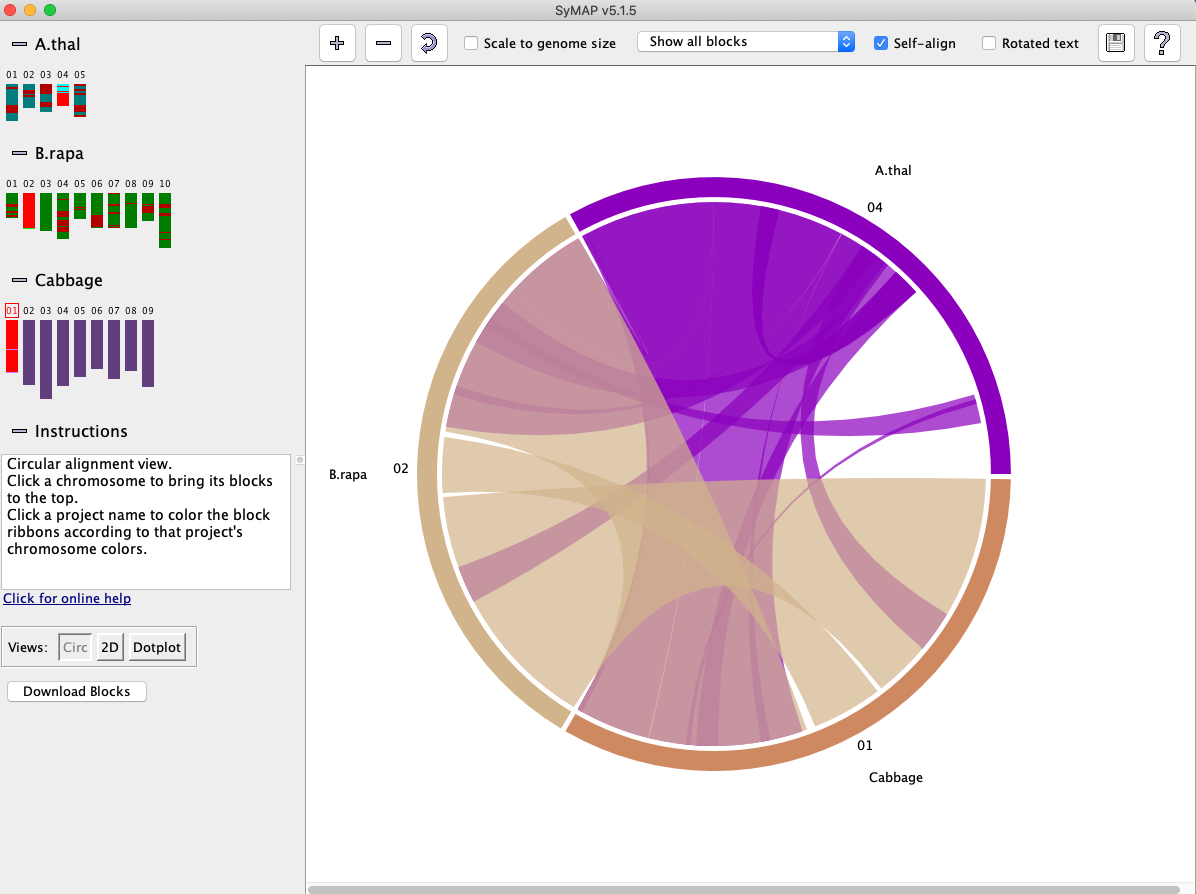 SyMAP v5.1.5
A.thal
01 02 03 04 05
B.rapa
01 02 03 04 05 06 07 08 09 10
Cabbage
01 02 03 04 05 06 07 08 09
Instructions
Circular alignment view.
Click a chromosome to bring its blocks
to the top.
Click a project name to color the block
ribbons according to that project's
chromosome colors.
Click for online help
Views: Circ 2D Dotplot
Download Blocks
+ − ? Scale to genome size Show all blocks Self-align Rotated text
A.thal
04
B.rapa
02
01
Cabbage